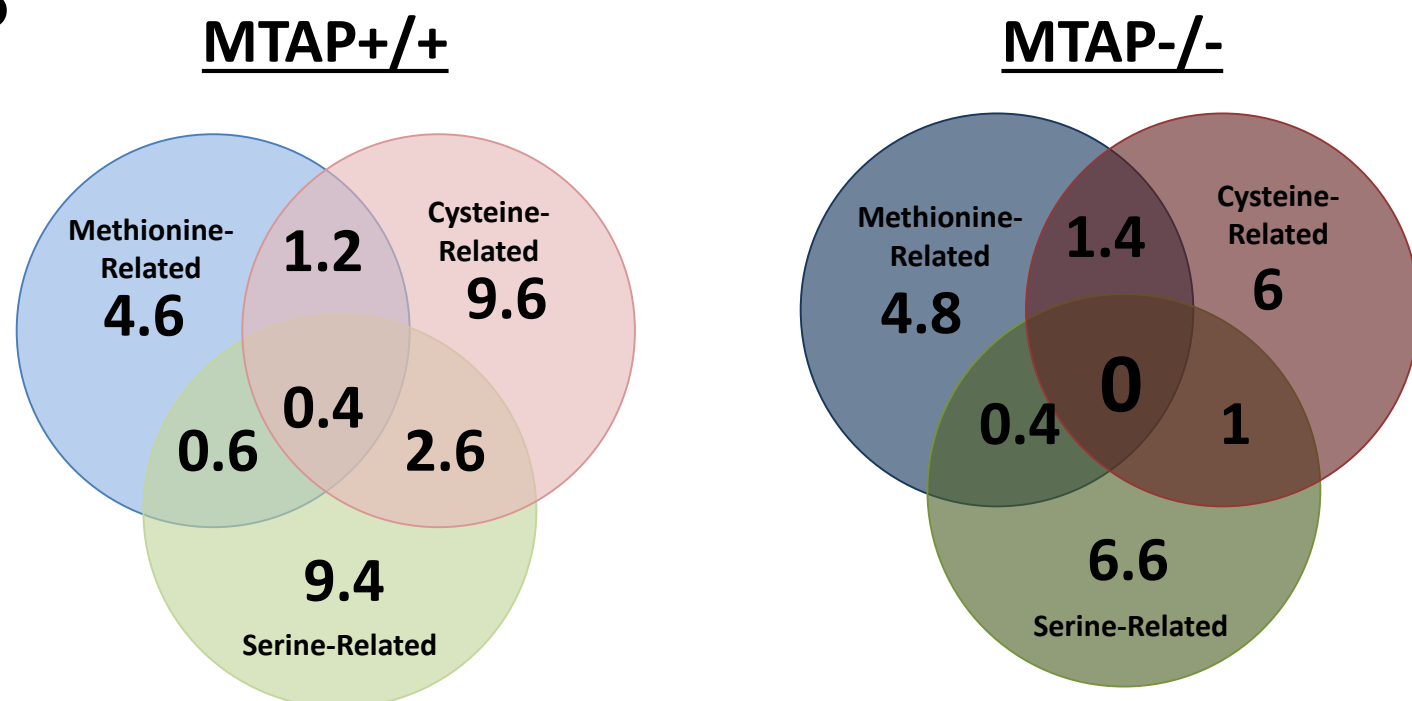 MTAP+/+
Methionine-
Related
4.6
1.2
Cysteine-
Related
9.6
0.4
0.6
2.6
9.4
Serine-Related
MTAP-/-
Methionine-
Related
4.8
1.4
Cysteine-
Related
6
0
0.4
1
6.6
Serine-Related